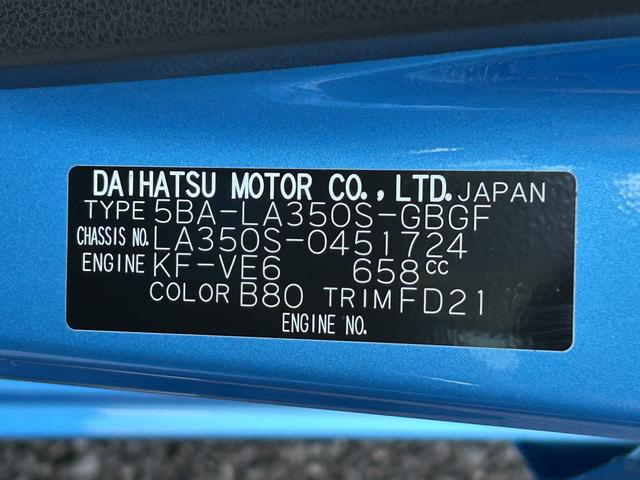 DAIHATSU MOTOR CO., LTD. JAPAN
TYPE 5BA-LA350S-GBGF
CHASSIS NO. LA350S-0451724
ENGINE KF-VE6 658cc
COLOR B80 TRIM FD21
ENGINE NO.